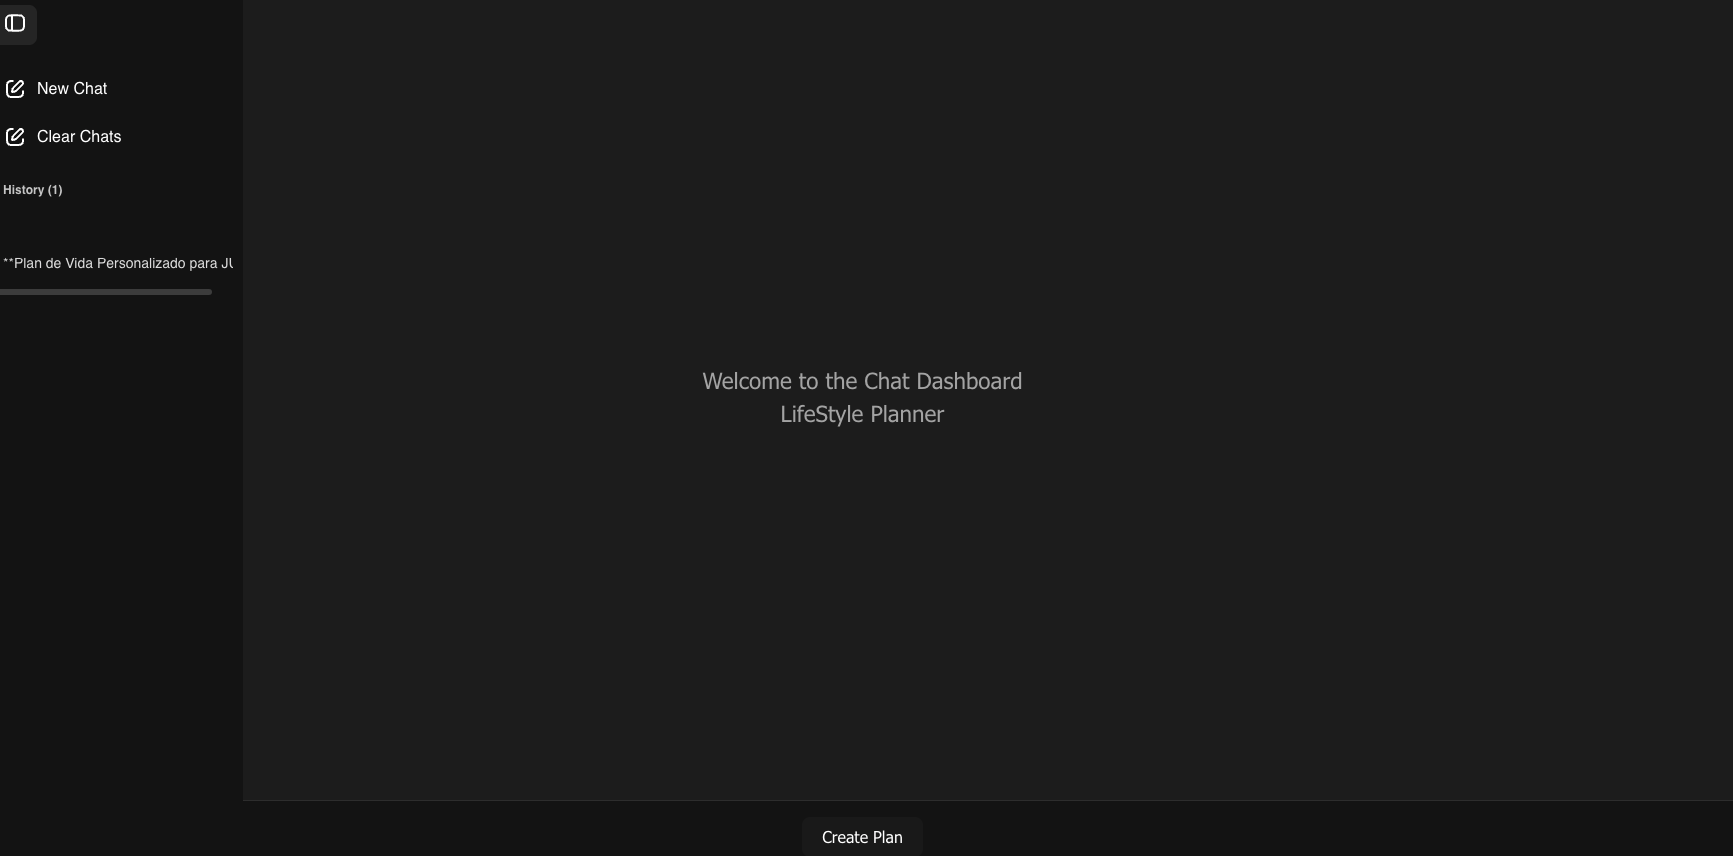 New Chat
Clear Chats
History (1)
**Plan de Vida Personalizado para
Welcome to the Chat Dashboard
LifeStyle Planner
Create Plan